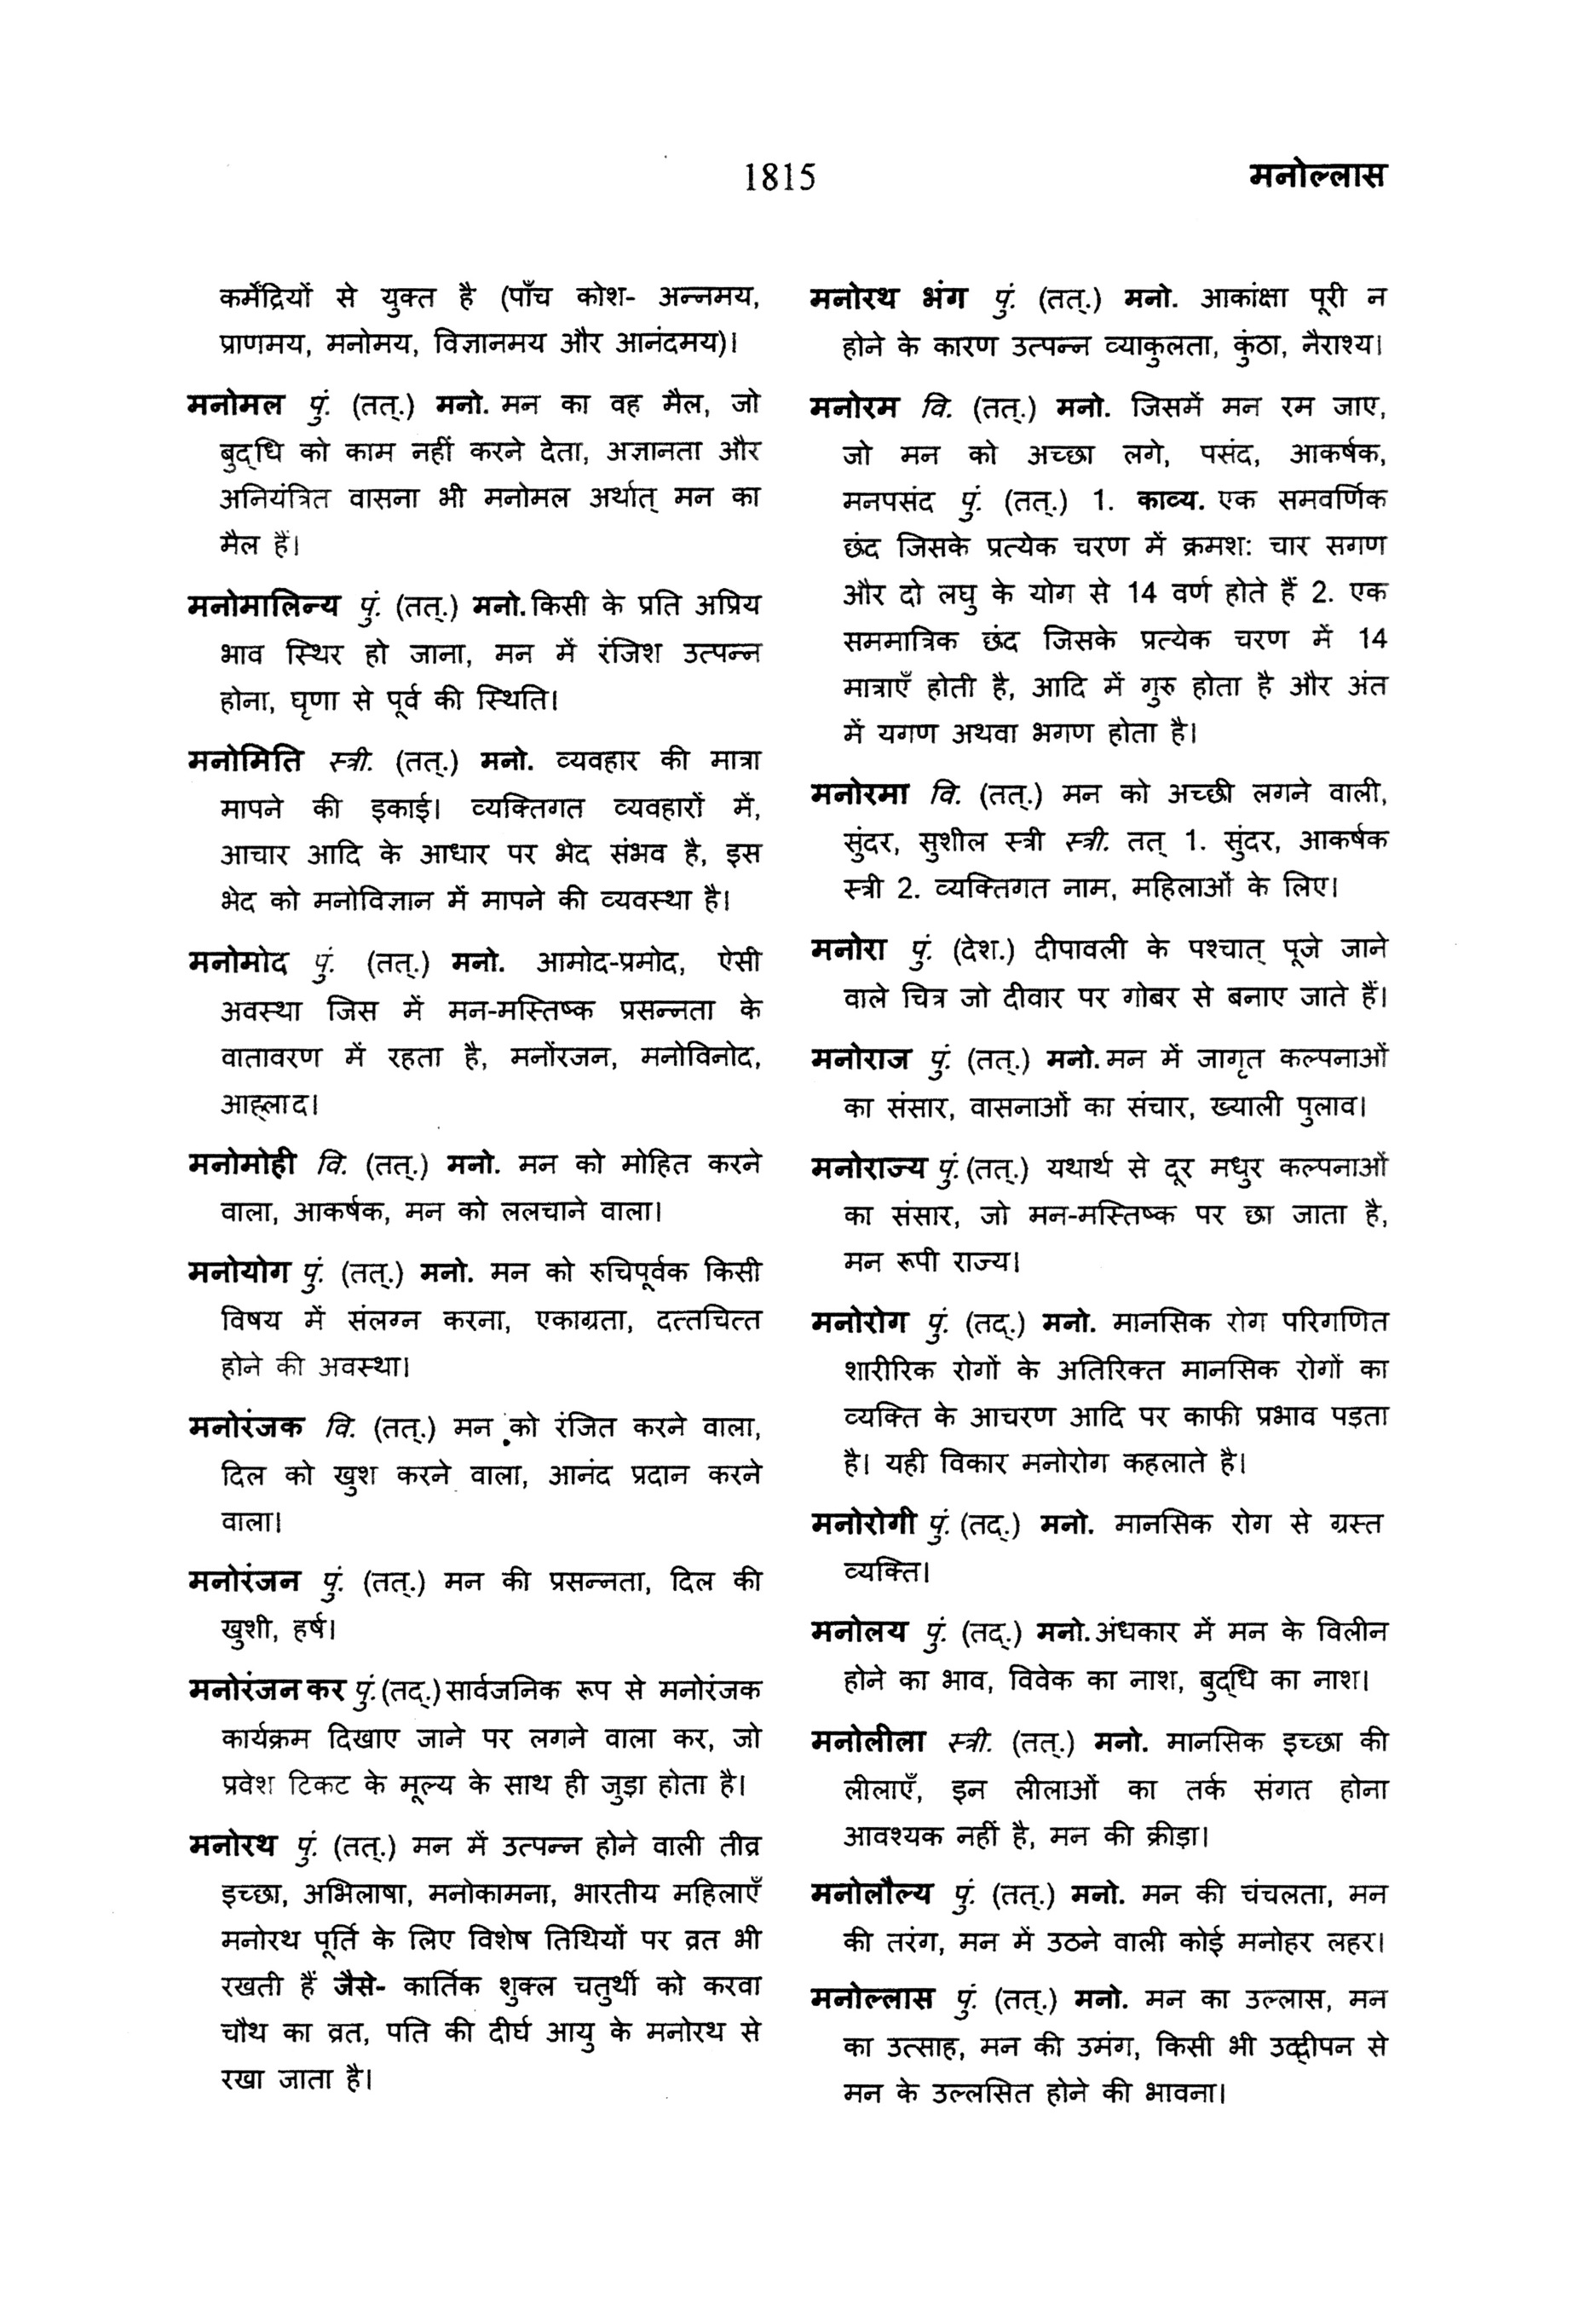 1815
मनोल्लास
कर्मेंद्रियों से युक्त है (पाँच कोश- अन्नमय,
प्राणमय, मनोमय, विज्ञानमय और आनंदमय)।
मनोमल पुं. (तत्.) मनो. मन का वह मैल, जो
बुद्‌धि को काम नहीं करने देता, अज्ञानता और
अनियंत्रित वासना भी मनोमल अर्थात् मन का
मैल हैं।
मनोमालिन्य पुं. (तत्.) मनो. किसी के प्रति अप्रिय
भाव स्थिर हो जाना, मन में रंजिश उत्पन्न
होना, घृणा से पूर्व की स्थिति।
मनोमिति स्त्री. (तत्.) मनो. व्यवहार की मात्रा
मापने की इकाई। व्यक्तिगत व्यवहारों में,
आचार आदि के आधार पर भेद संभव है, इस
भेद को मनोविज्ञान में मापने की व्यवस्था है।
मनोमोद पुं. (तत्.) मनो. आमोद-प्रमोद, ऐसी
अवस्था जिस में मन-मस्तिष्क प्रसन्नता के
वातावरण में रहता है, मनोंरजन, मनोविनोद,
आह्‌लाद।
मनोमोही वि. (तत्.) मनो. मन को मोहित करने
वाला, आकर्षक, मन को ललचाने वाला।
मनोयोग पुं. (तत्.) मनो. मन को रुचिपूर्वक किसी
विषय में संलग्न करना, एकाग्रता, दत्तचित्त
होने की अवस्था।
मनोरंजक वि. (तत्.) मन को रंजित करने वाला,
दिल को खुश करने वाला, आनंद प्रदान करने
वाला।
मनोरंजन पुं. (तत्.) मन की प्रसन्नता, दिल की
खुशी, हर्ष।
मनोरंजन कर पुं. (तद्.) सार्वजनिक रूप से मनोरंजक
कार्यक्रम दिखाए जाने पर लगने वाला कर, जो
प्रवेश टिकट के मूल्य के साथ ही जुड़ा होता है।
मनोरथ पुं. (तत्.) मन में उत्पन्न होने वाली तीव्र
इच्छा, अभिलाषा, मनोकामना, भारतीय महिलाएँ
मनोरथ पूर्ति के लिए विशेष तिथियों पर व्रत भी
रखती हैं जैसे- कार्तिक शुक्ल चतुर्थी को करवा
चौथ का व्रत, पति की दीर्घ आयु के मनोरथ से
रखा जाता है।
मनोरथ भंग पुं. (तत्.) मनो. आकांक्षा पूरी न
होने के कारण उत्पन्न व्याकुलता, कुंठा, नैराश्य।
मनोरम वि. (तत्.) मनो. जिसमें मन रम जाए,
जो मन को अच्छा लगे, पसंद, आकर्षक,
मनपसंद पुं. (तत्.) 1. काव्य. एक समवर्णिक
छंद जिसके प्रत्येक चरण में क्रमश: चार सगण
और दो लघु के योग से 14 वर्ण होते हैं 2. एक
सममात्रिक छंद जिसके प्रत्येक चरण में 14
मात्राएँ होती है, आदि में गुरु होता है और अंत
में यगण अथवा भगण होता है।
मनोरमा वि. (तत्.) मन को अच्छी लगने वाली,
सुंदर, सुशील स्त्री स्त्री. तत् 1. सुंदर, आकर्षक
स्त्री 2. व्यक्तिगत नाम, महिलाओं के लिए।
मनोरा पुं. (देश.) दीपावली के पश्चात् पूजे जाने
वाले चित्र जो दीवार पर गोबर से बनाए जाते हैं।
मनोराज पुं. (तत्.) मनो. मन में जागृत कल्पनाओं
का संसार, वासनाओं का संचार, ख्याली पुलाव।
मनोराज्य पुं. (तत्.) यथार्थ से दूर मधुर कल्पनाओं
का संसार, जो मन-मस्तिष्क पर छा जाता है,
मन रूपी राज्य।
मनोरोग पुं. (तद्.) मनो. मानसिक रोग परिगणित
शारीरिक रोगों के अतिरिक्त मानसिक रोगों का
व्यक्ति के आचरण आदि पर काफी प्रभाव पड़ता
है। यही विकार मनोरोग कहलाते है।
मनोरोगी पुं. (तद्.) मनो. मानसिक रोग से ग्रस्त
व्यक्ति।
मनोलय पुं. (तद्.) मनो. अंधकार में मन के विलीन
होने का भाव, विवेक का नाश, बुद्‌धि का नाश।
मनोलीला स्त्री. (तत्.) मनो. मानसिक इच्छा की
लीलाएँ, इन लीलाओं का तर्क संगत होना
आवश्यक नहीं है, मन की क्रीड़ा।
मनोलौल्य पुं. (तत्.) मनो. मन की चंचलता, मन
की तरंग, मन में उठने वाली कोई मनोहर लहर।
मनोल्लास पुं. (तत्.) मनो. मन का उल्लास, मन
का उत्साह, मन की उमंग, किसी भी उद्दीपन से
मन के उल्लसित होने की भावना।